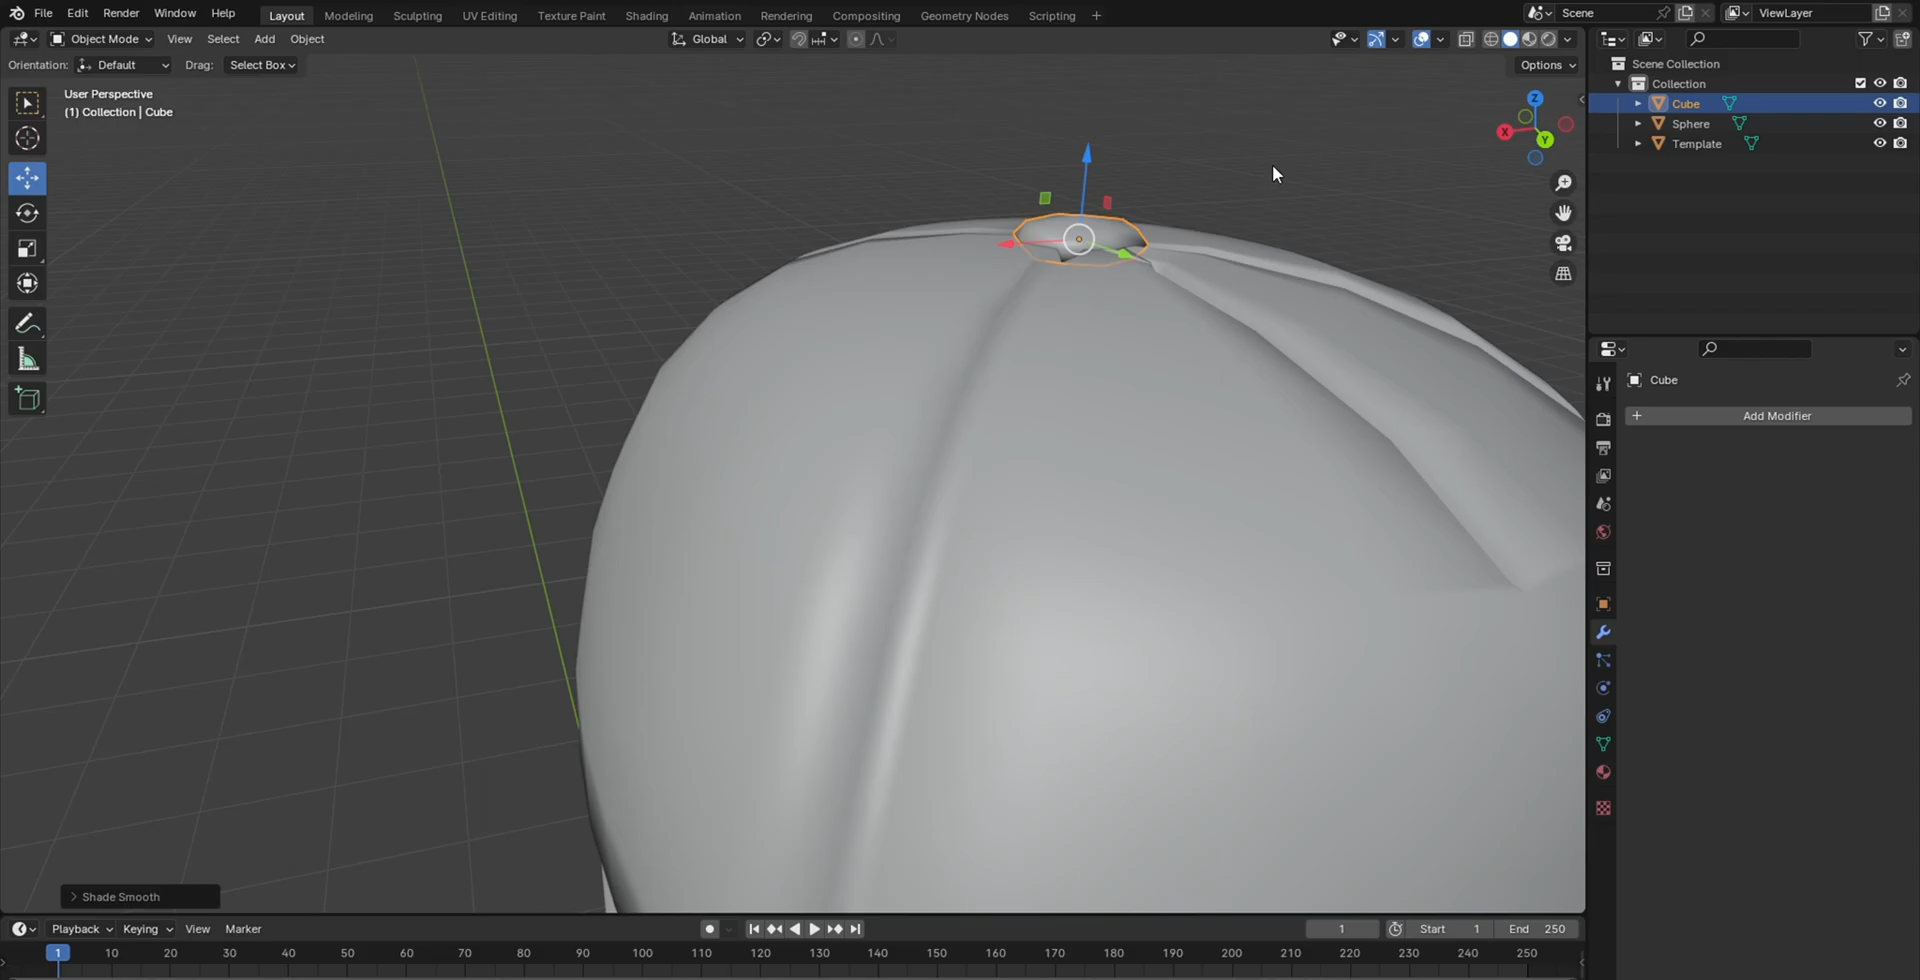 File Edit Render Window Help Layout Modeling Sculpting UV Editing Texture Paint Shading Animation Rendering Compositing Geometry Nodes Scripting + Scene ViewLayer
Object Mode View Select Add Object Global
Orientation: Default Drag: Select Box Options
User Perspective
(1) Collection | Cube
Z
X
Y
Scene Collection
Collection
Cube
Sphere
Template
Cube
+ Add Modifier
> Shade Smooth
Playback Keying View Marker 1 Start 1 End 250
1 10 20 30 40 50 60 70 80 90 100 110 120 130 140 150 160 170 180 190 200 210 220 230 240 250